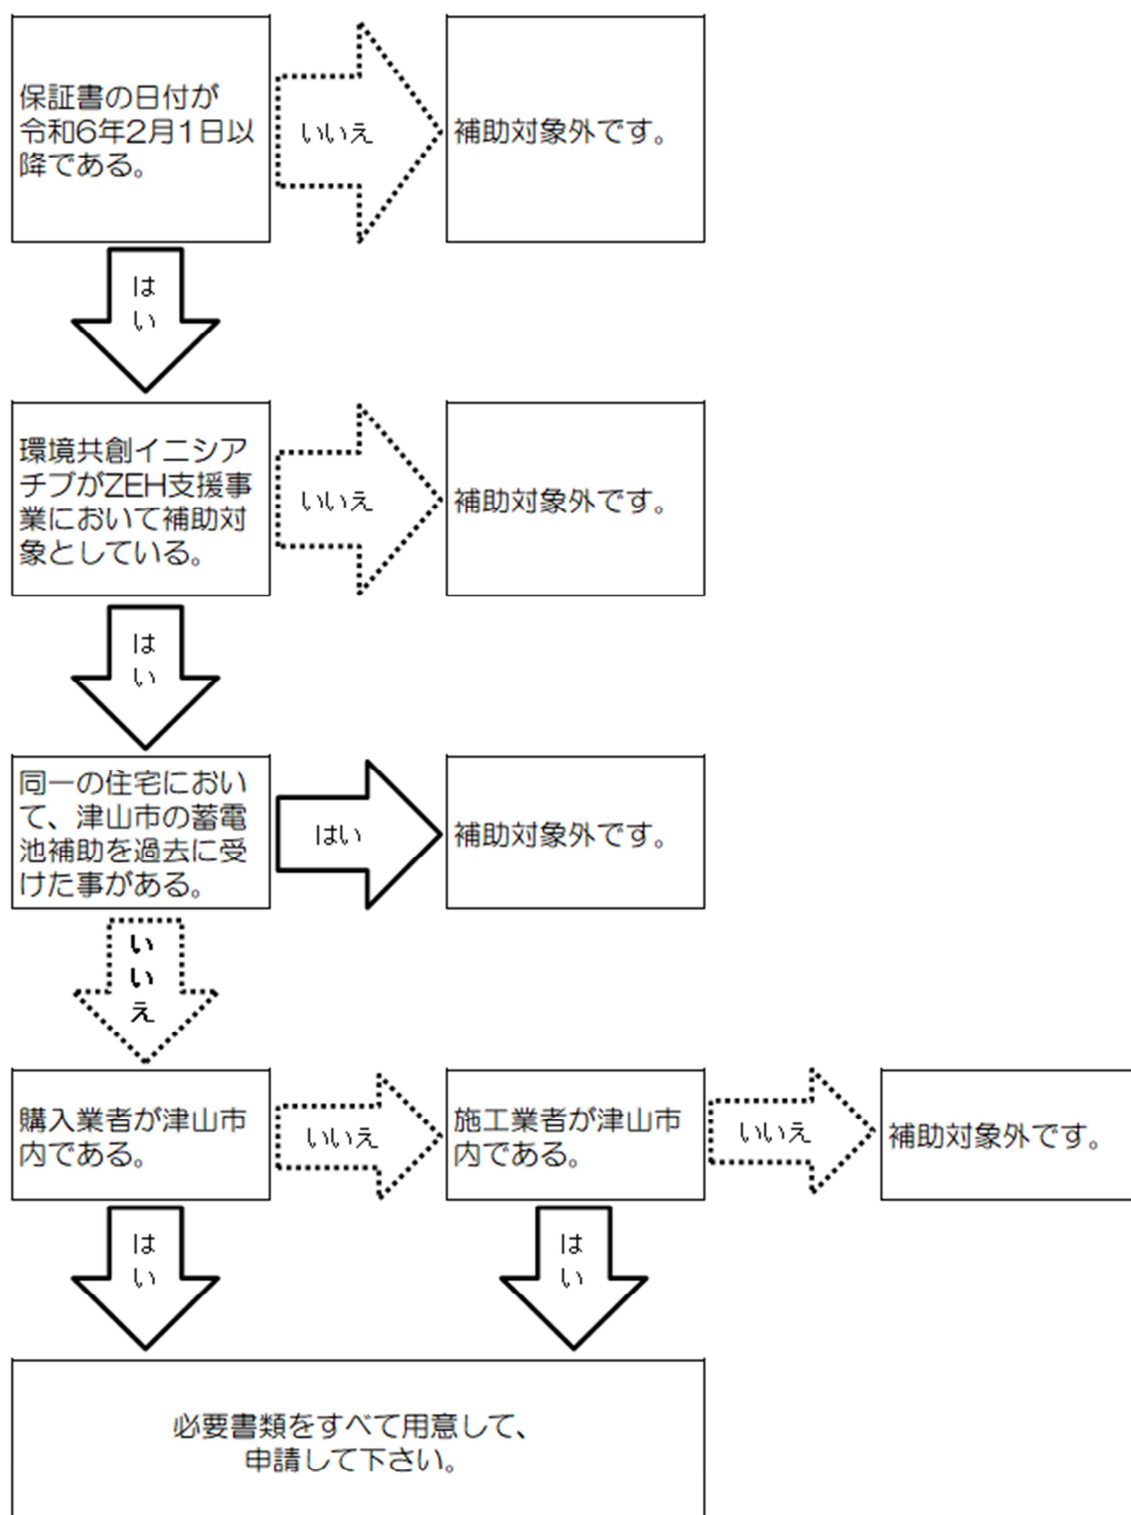 保証書の日付が
令和6年2月1日以
降である。
いいえ
補助対象外です。
は
い
環境共創イニシア
チブがZEH支援事
業において補助対
象としている。
いいえ
補助対象外です。
は
い
同一の住宅におい
て、津山市の蓄電
池補助を過去に受
けた事がある。
はい
補助対象外です。
い
い
え
購入業者が津山市
内である。
いいえ
施工業者が津山市
内である。
いいえ
補助対象外です。
は
い
は
い
必要書類をすべて用意して、
申請して下さい。